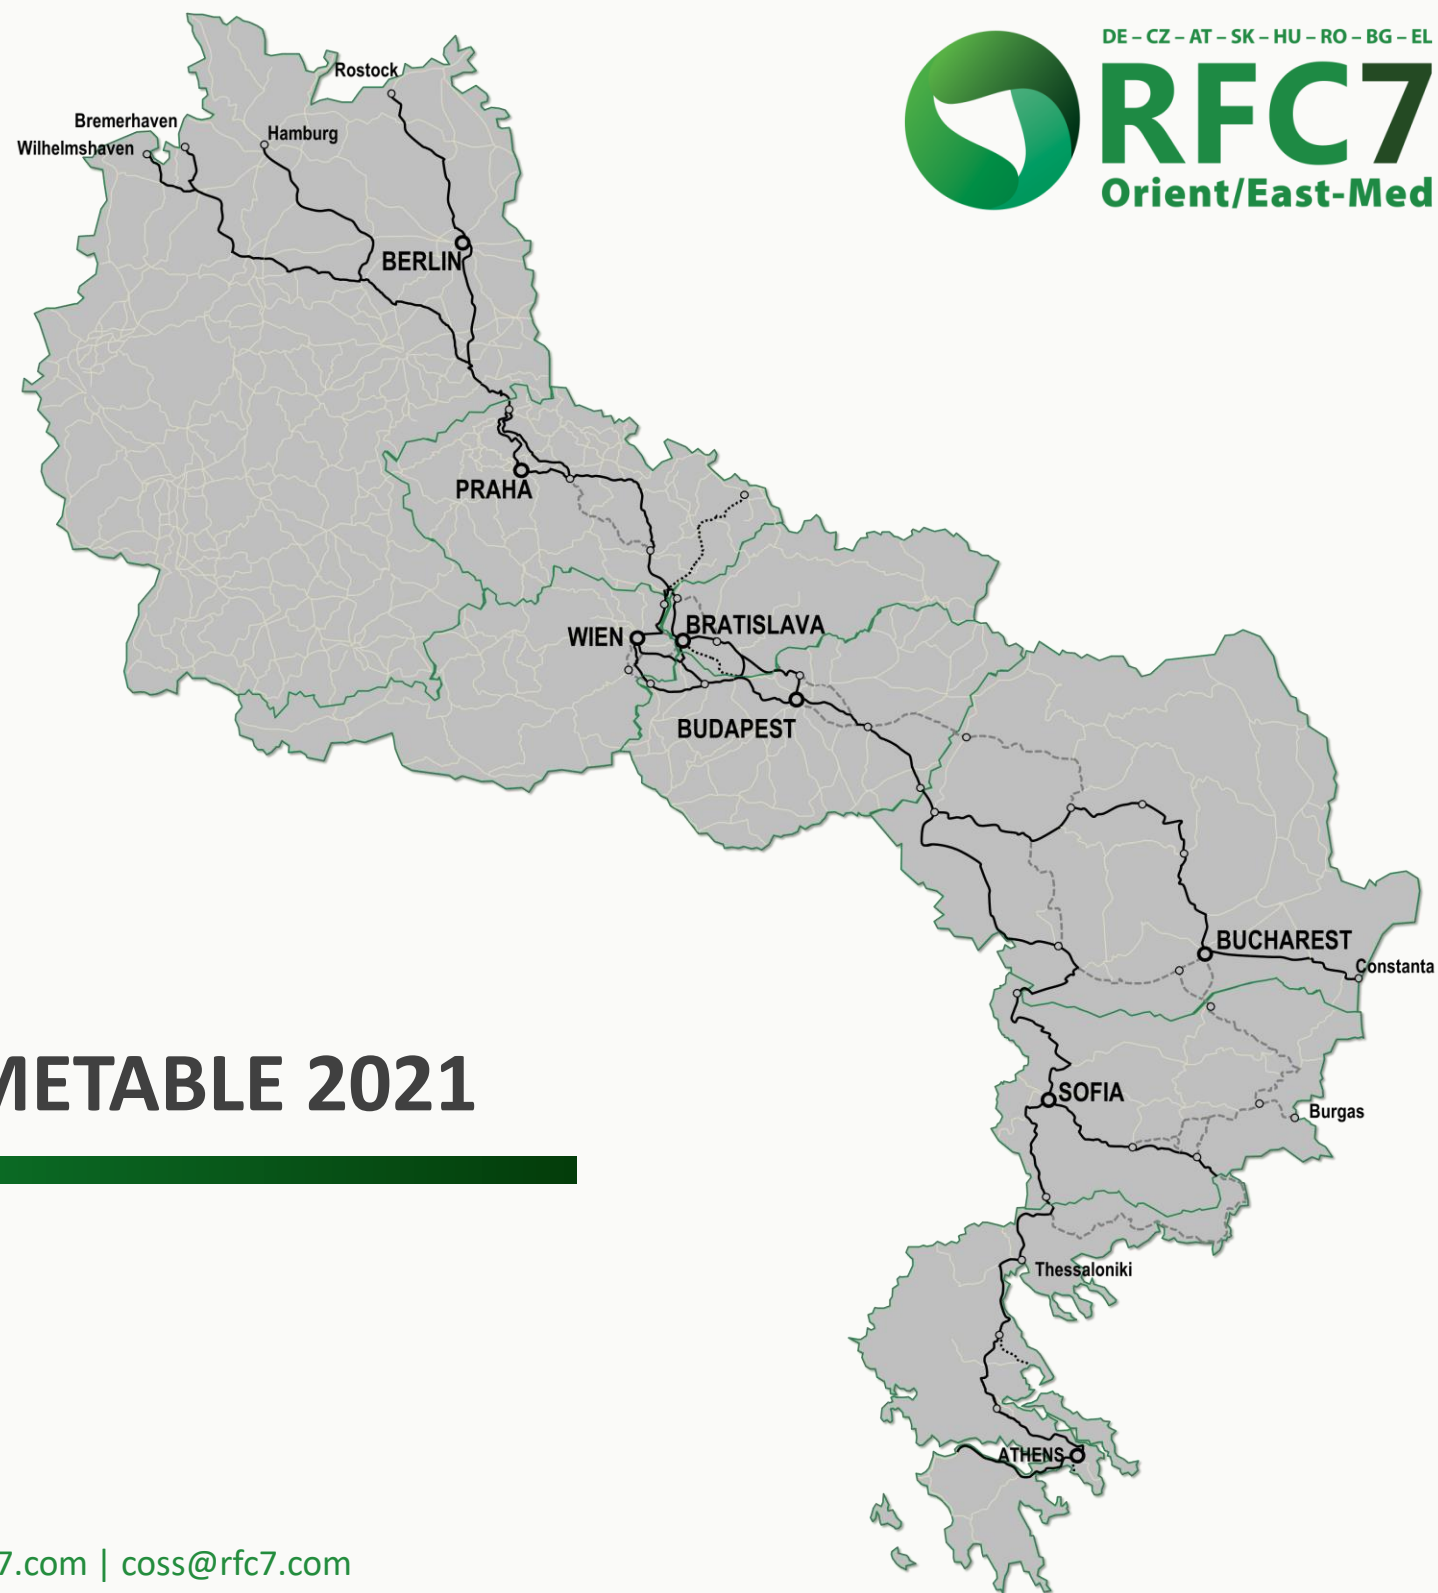 DE – CZ – AT – SK – HU – RO – BG – EL
RFC7
Orient/East-Med
Rostock
Bremerhaven
Hamburg
Wilhelmshaven
BERLIN
PRAHA
WIEN
BRATISLAVA
BUDAPEST
BUCHAREST
Constanta
METABLE 2021
SOFIA
Burgas
Thessaloniki
ATHENS
7.com | coss@rfc7.com